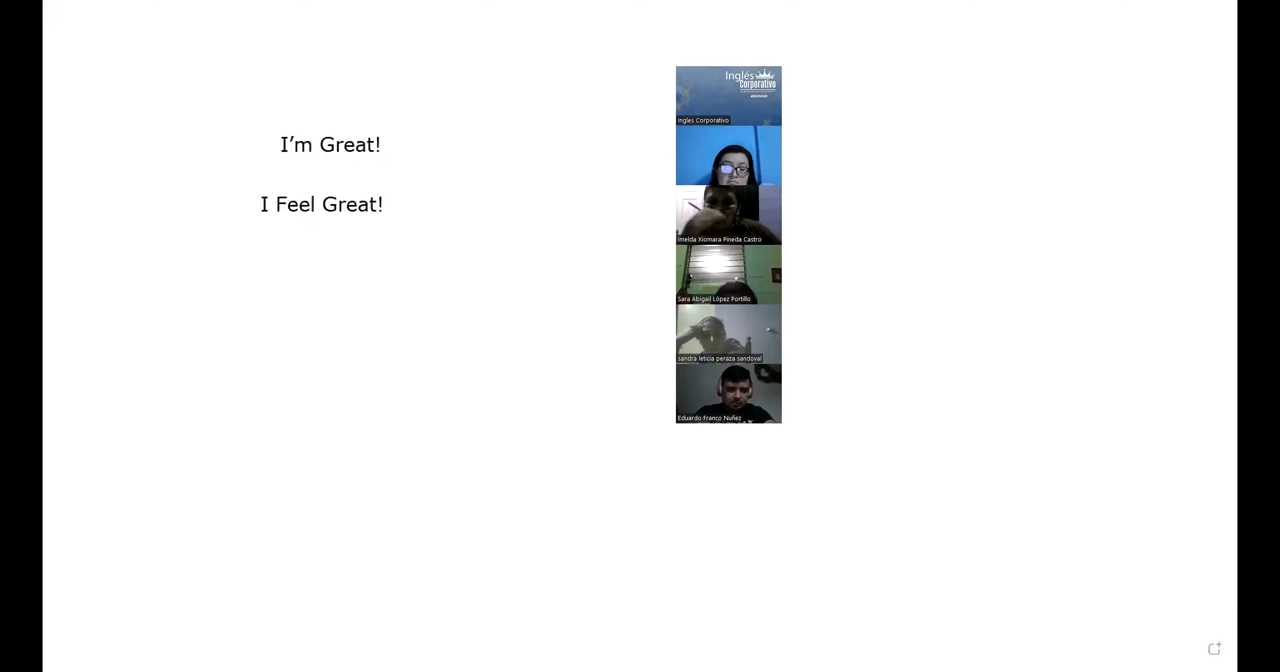 I'm Great!
I Feel Great!
Inglés
Corporativo
Ingles Corporativo
Imelda Xiomara Pineda Castro
Sara Abigail López Portillo
sandra leticia peraza sandoval
Eduardo Franco Nuñez